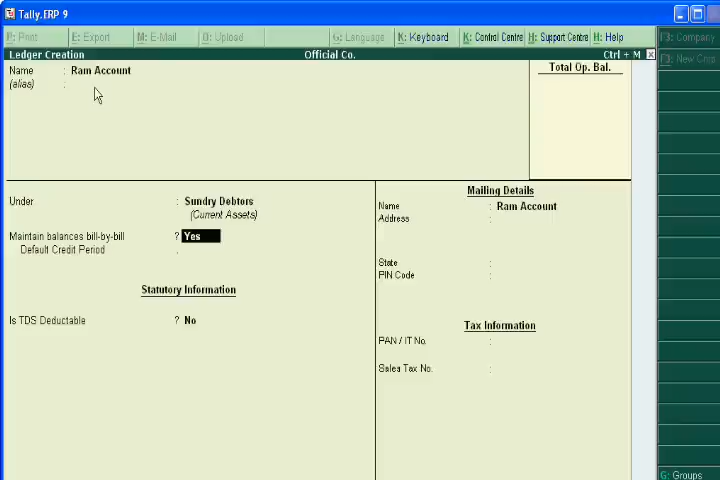 Tally.ERP 9
P: Print E: Export M: E-Mail O: Upload G: Language K: Keyboard K: Control Centre H: Support Centre H: Help F3: Company
Ledger Creation Official Co. Ctrl + M
F3: New Cmp
Name : Ram Account Total Op. Bal.
(alias) :
Mailing Details
Under : Sundry Debtors
(Current Assets)
Name : Ram Account
Address :
Maintain balances bill-by-bill ? Yes
Default Credit Period :
State :
PIN Code :
Statutory Information
Is TDS Deductable ? No
Tax Information
PAN / IT No. :
Sales Tax No. :
G: Groups